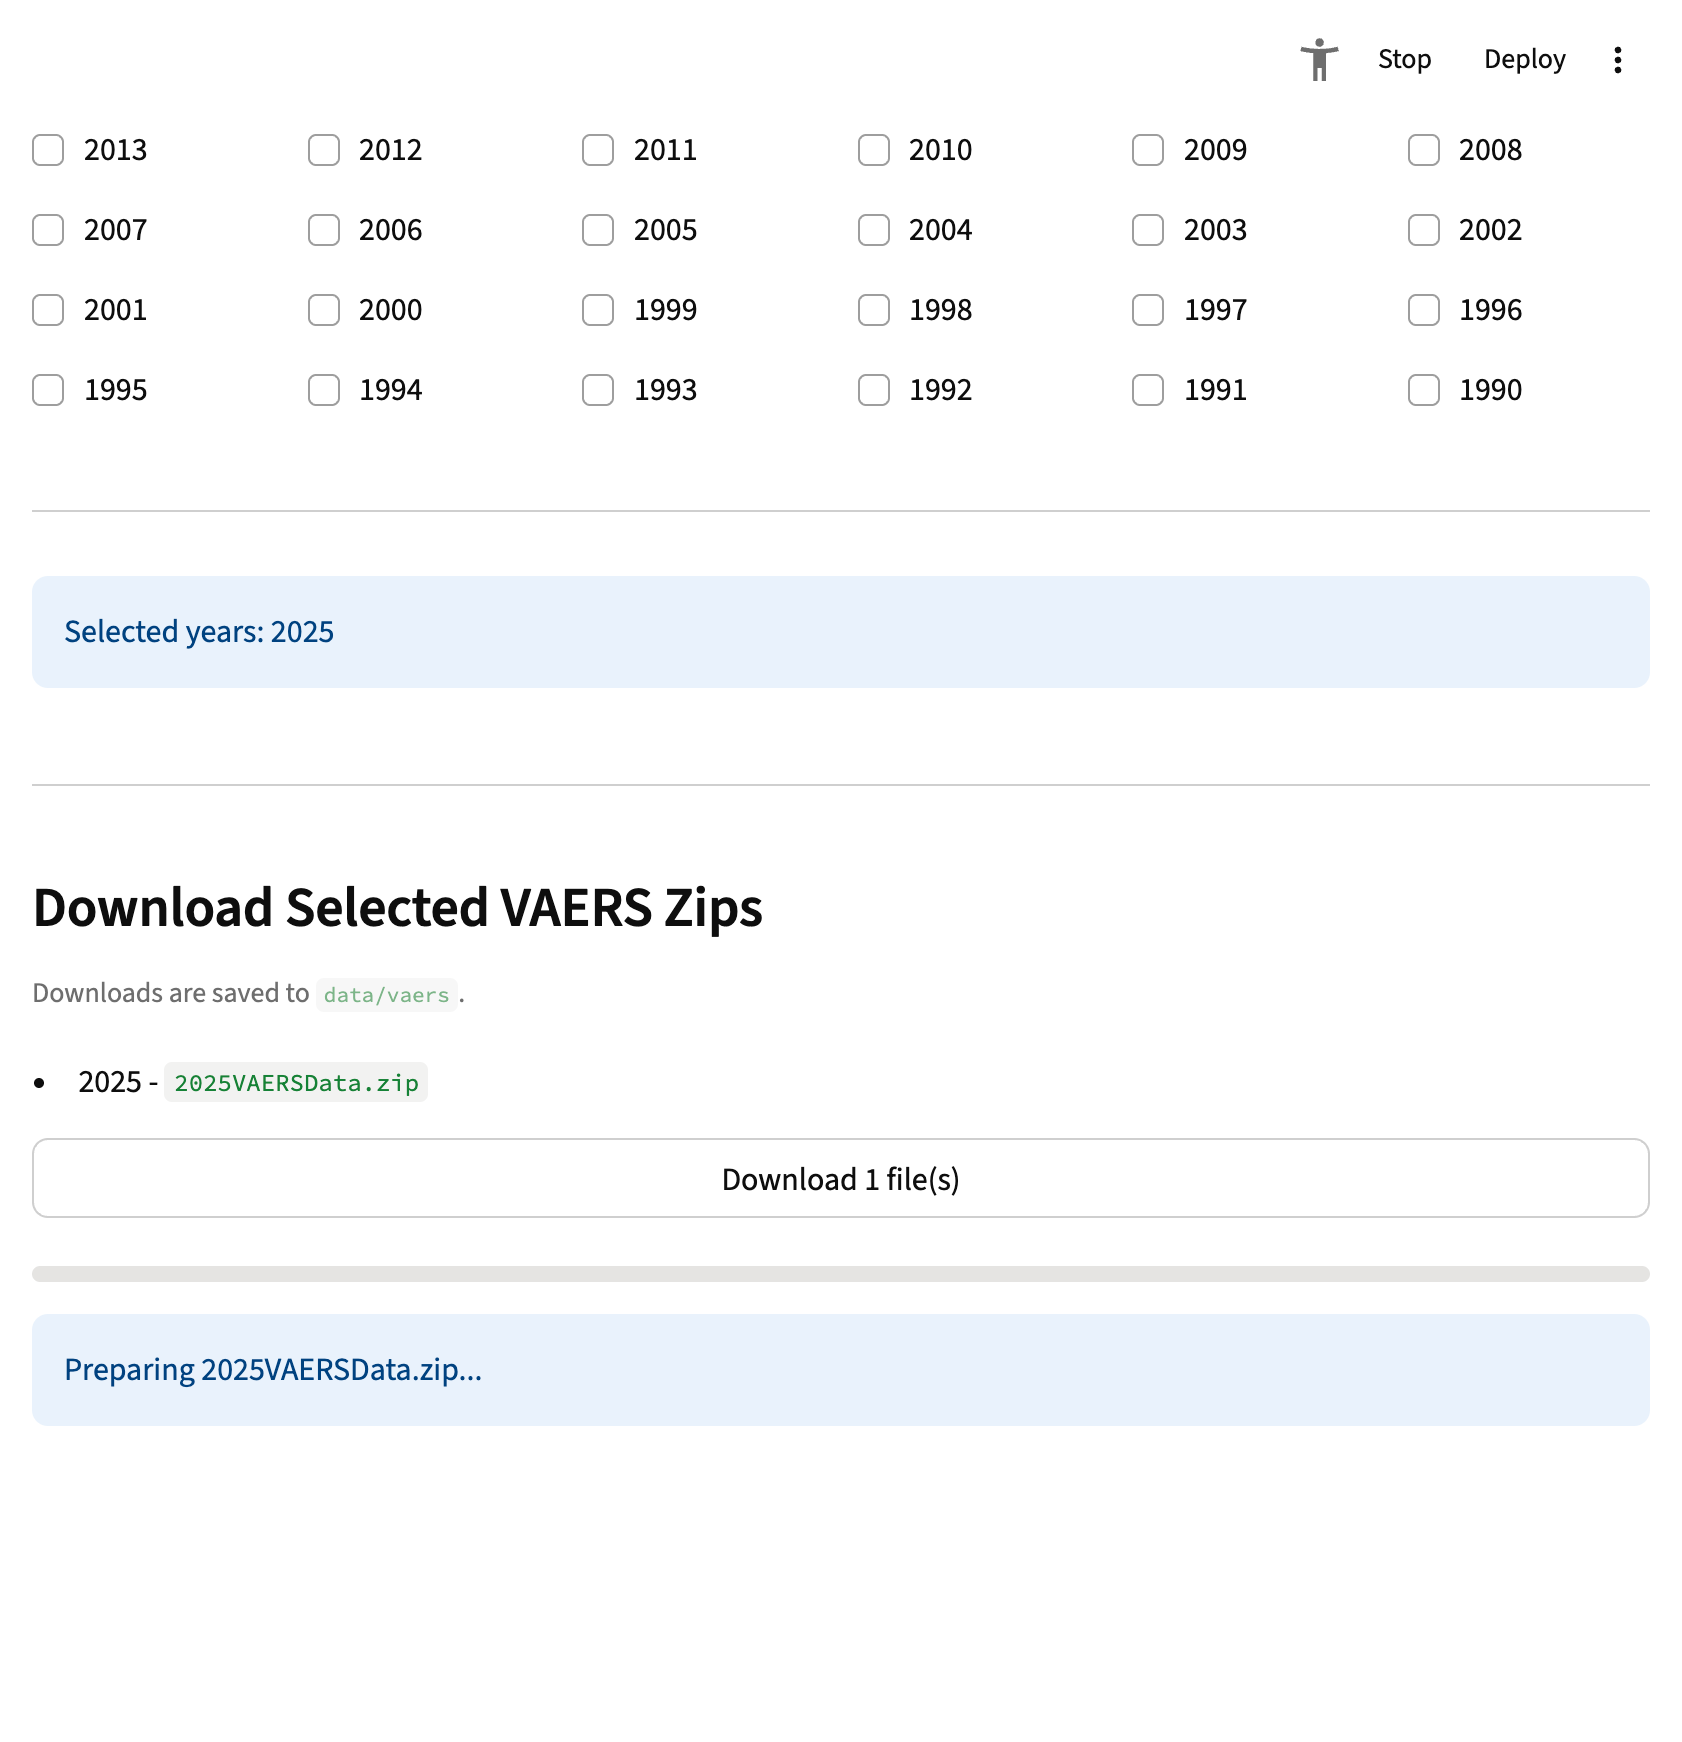 Stop Deploy
2013 2012 2011 2010 2009 2008
2007 2006 2005 2004 2003 2002
2001 2000 1999 1998 1997 1996
1995 1994 1993 1992 1991 1990
Selected years: 2025
Download Selected VAERS Zips
Downloads are saved to data/vaers.
2025 - 2025VAERSData.zip
Download 1 file(s)
Preparing 2025VAERSData.zip...